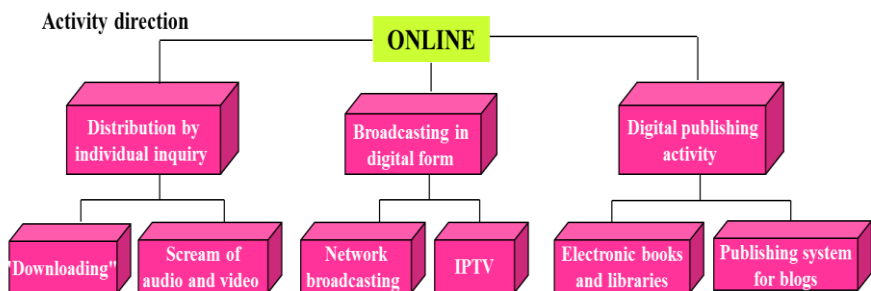 Activity direction
ONLINE
Distribution by
individual inquiry
Broadcasting in
digital form
Digital publishing
activity
"Downloading"
Scream of
audio and video
Network
broadcasting
IPTV
Electronic books
and libraries
Publishing system
for blogs